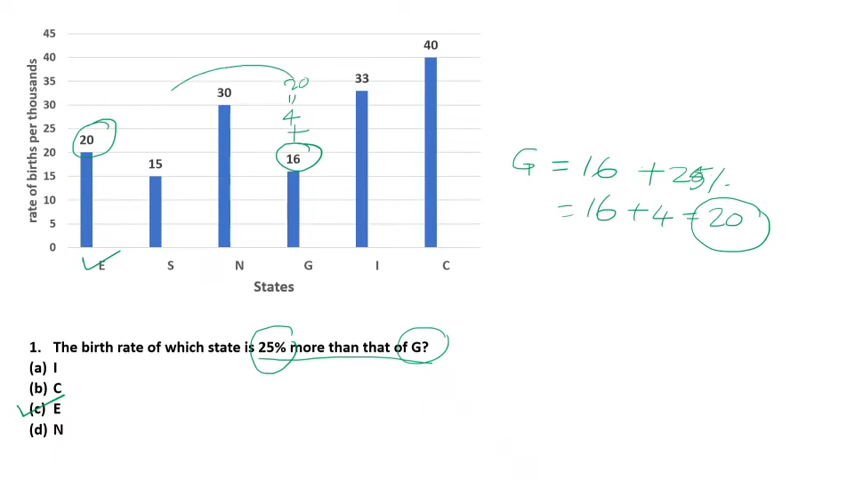 45
40
35
30
25
20
15
10
5
0
rate of births per thousands
20
15
30
16
33
40
20
=
4
+
E S N G I C
States
G = 16 + 25%
= 16 + 4 = 20
1. The birth rate of which state is 25% more than that of G?
(a) I
(b) C
(c) E
(d) N